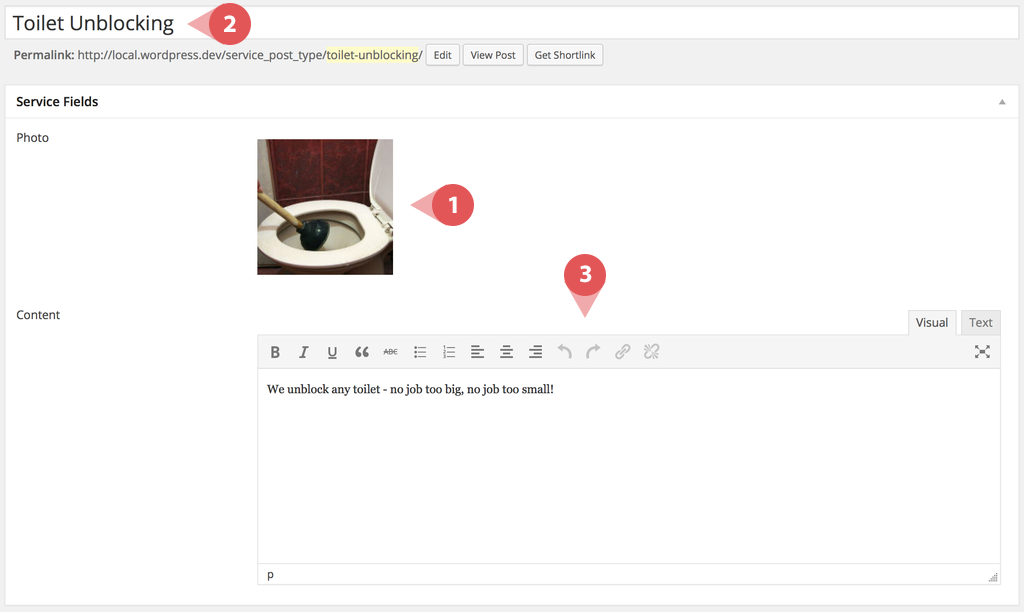 Toilet Unblocking 2
Permalink: http://local.wordpress.dev/service_post_type/toilet-unblocking/ Edit View Post Get Shortlink
Service Fields
Photo
1
3
Content
Visual Text
B I U “ ABC
We unblock any toilet - no job too big, no job too small!
p